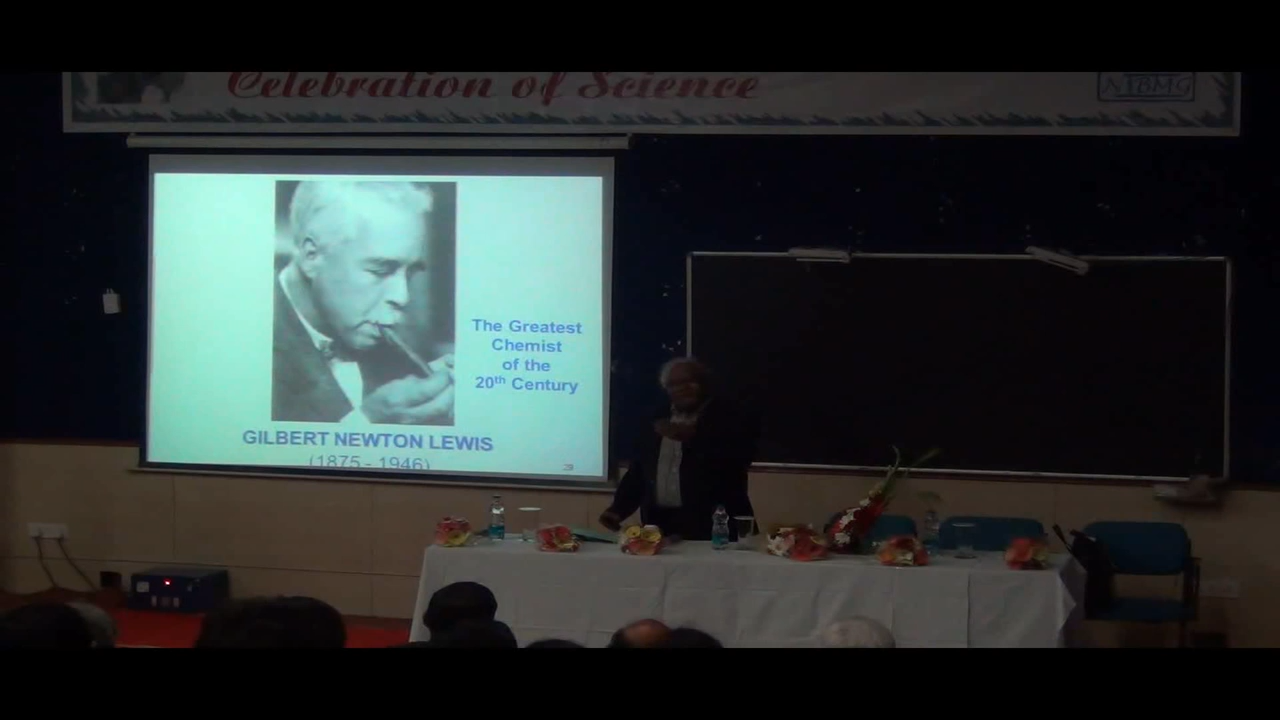 Celebration of Science
NIBMG
The Greatest
Chemist
of the
20th Century
GILBERT NEWTON LEWIS
(1875 - 1946)